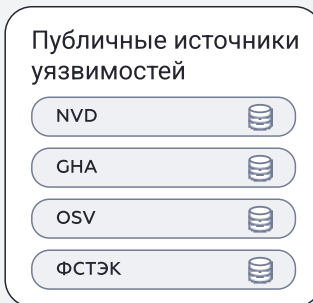 Публичные источники
уязвимостей
NVD
GHA
OSV
ФСТЭК